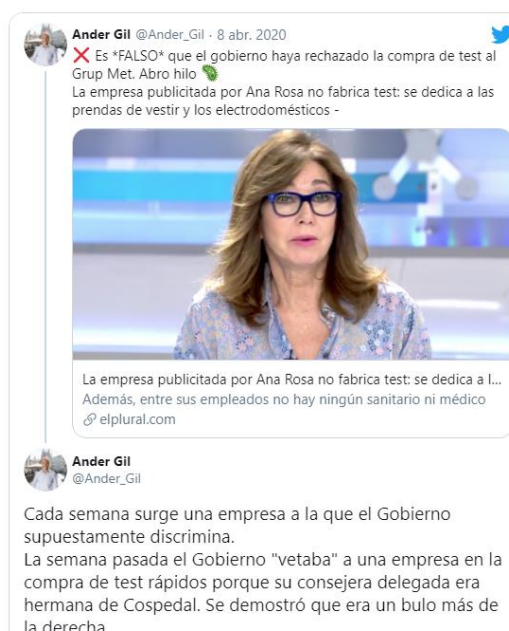 Ander Gil @Ander_Gil · 8 abr. 2020
❌ Es *FALSO* que el gobierno haya rechazado la compra de test al
Grup Met. Abro hilo 🦠
La empresa publicitada por Ana Rosa no fabrica test: se dedica a las
prendas de vestir y los electrodomésticos -
La empresa publicitada por Ana Rosa no fabrica test: se dedica a l...
Además, entre sus empleados no hay ningún sanitario ni médico
elplural.com
Ander Gil
@Ander_Gil
Cada semana surge una empresa a la que el Gobierno
supuestamente discrimina.
La semana pasada el Gobierno "vetaba" a una empresa en la
compra de test rápidos porque su consejera delegada era
hermana de Cospedal. Se demostró que era un bulo más de
la derecha